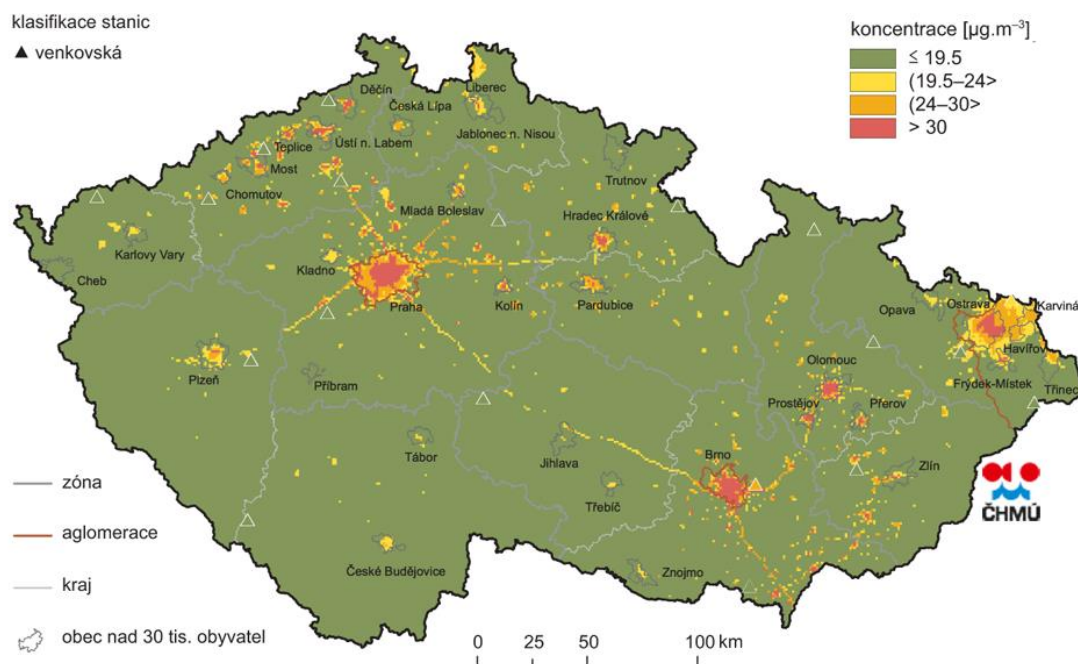 klasifikace stanic
venkovská
koncentrace [µg.m⁻³]
≤ 19.5
(19.5–24>
(24–30>
> 30
Děčín
Liberec
Česká Lípa
Jablonec n. Nisou
Teplice
Ústí n. Labem
Most
Trutnov
Chomutov
Mladá Boleslav
Hradec Králové
Karlovy Vary
Kladno
Cheb
Praha
Kolín
Pardubice
Opava
Ostrava
Karviná
Havířov
Plzeň
Příbram
Olomouc
Frýdek-Místek
Třinec
Prostějov
Přerov
Tábor
Jihlava
Brno
Zlín
Třebíč
ČHMÚ
České Budějovice
Znojmo
zóna
aglomerace
kraj
obec nad 30 tis. obyvatel
0 25 50 100 km